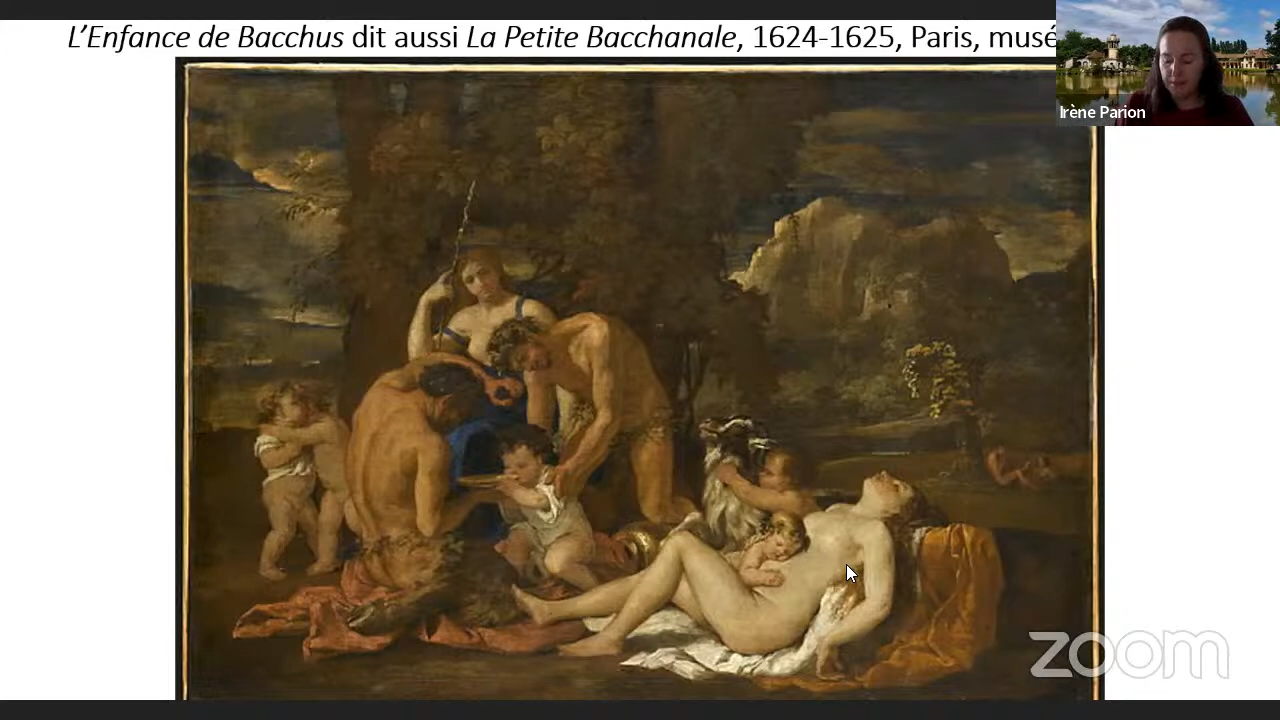 L'Enfance de Bacchus dit aussi La Petite Bacchanale, 1624-1625, Paris, musé
Irène Parion
zoom